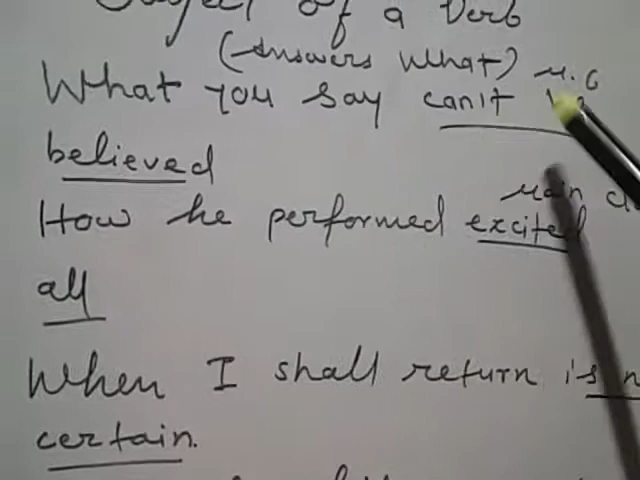 Subject of a Verb
(Answers What) M.C
What you say can't
believed
Main
How he performed excited
all
When I shall return is n
certain.